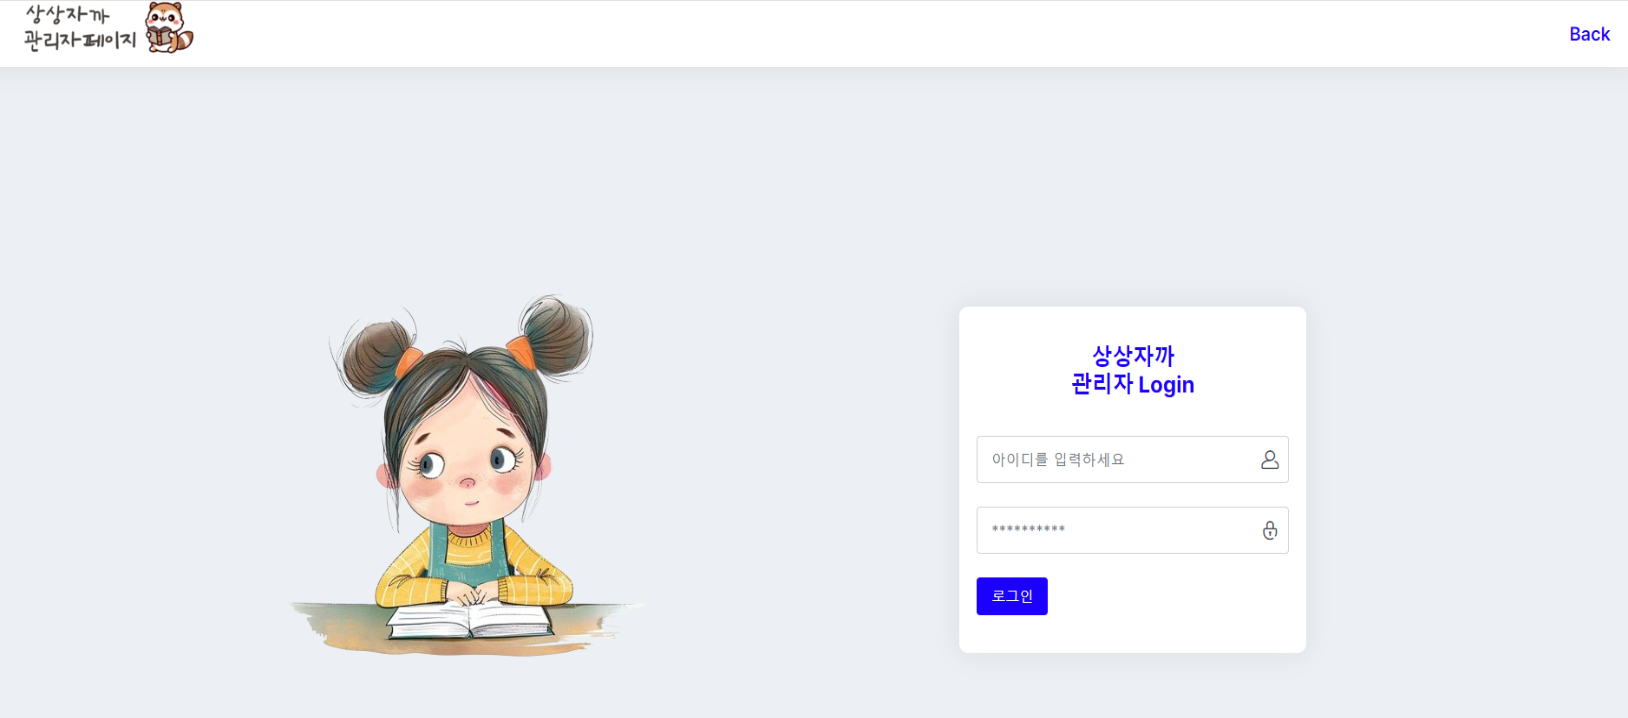 상상자까
관리자페이지
Back
상상자까
관리자 Login
아이디를 입력하세요
**********
로그인